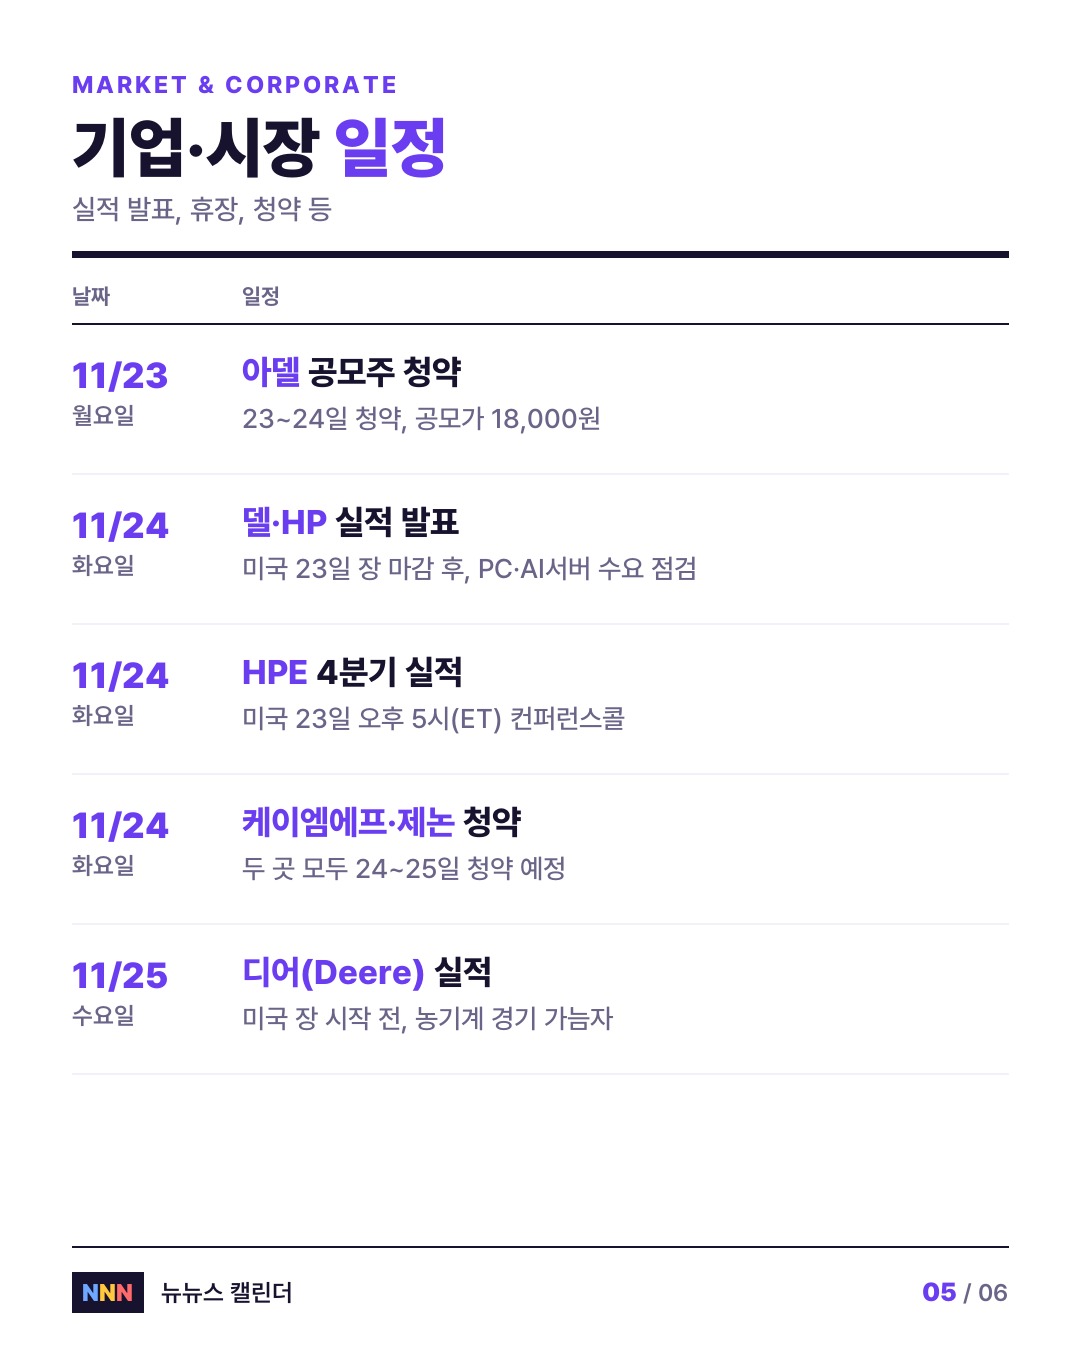 MARKET & CORPORATE
기업·시장 일정
실적 발표, 휴장, 청약 등
날짜 일정
11/23 아델 공모주 청약
월요일 23~24일 청약, 공모가 18,000원
11/24 델·HP 실적 발표
화요일 미국 23일 장 마감 후, PC·AI서버 수요 점검
11/24 HPE 4분기 실적
화요일 미국 23일 오후 5시(ET) 컨퍼런스콜
11/24 케이엠에프·제논 청약
화요일 두 곳 모두 24~25일 청약 예정
11/25 디어(Deere) 실적
수요일 미국 장 시작 전, 농기계 경기 가늠자
NNN 뉴뉴스 캘린더 05 / 06